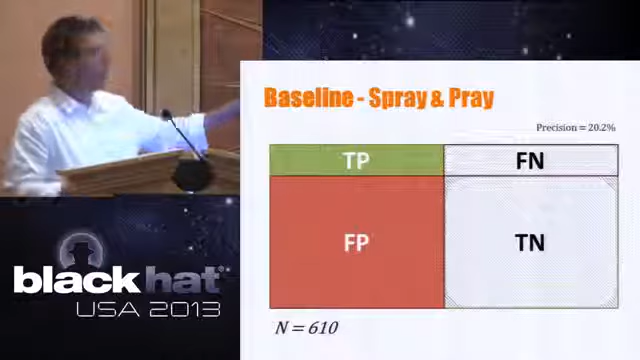 Baseline - Spray & Pray
Precision = 20.2%
TP FN
FP TN
N = 610
black hat®
USA 2013